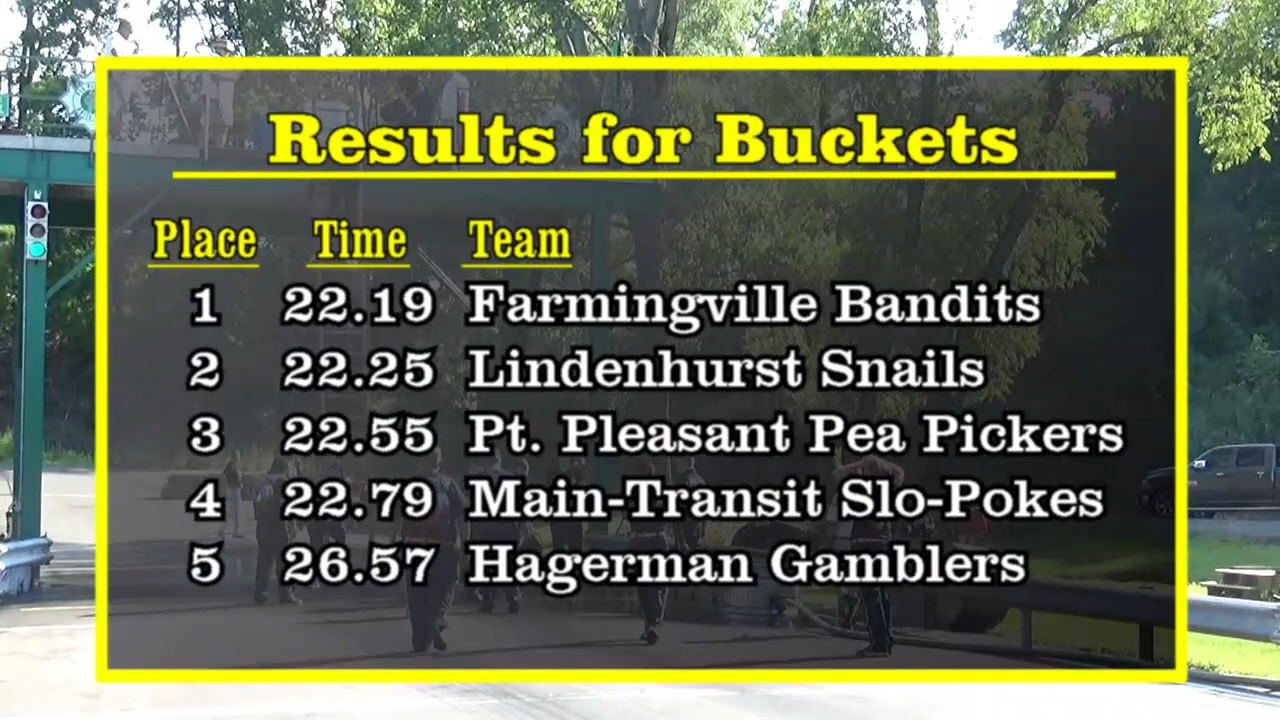 Results for Buckets
Place Time Team
1 22.19 Farmingville Bandits
2 22.25 Lindenhurst Snails
3 22.55 Pt. Pleasant Pea Pickers
4 22.79 Main-Transit Slo-Pokes
5 26.57 Hagerman Gamblers